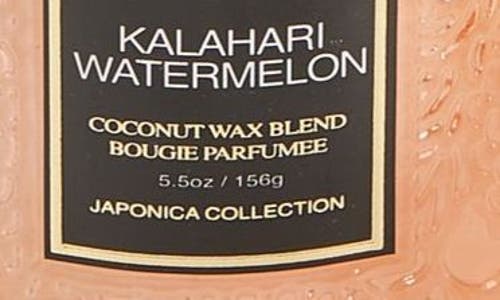 KALAHARI
WATERMELON
COCONUT WAX BLEND
BOUGIE PARFUMEE
5.5oz / 156g
JAPONICA COLLECTION